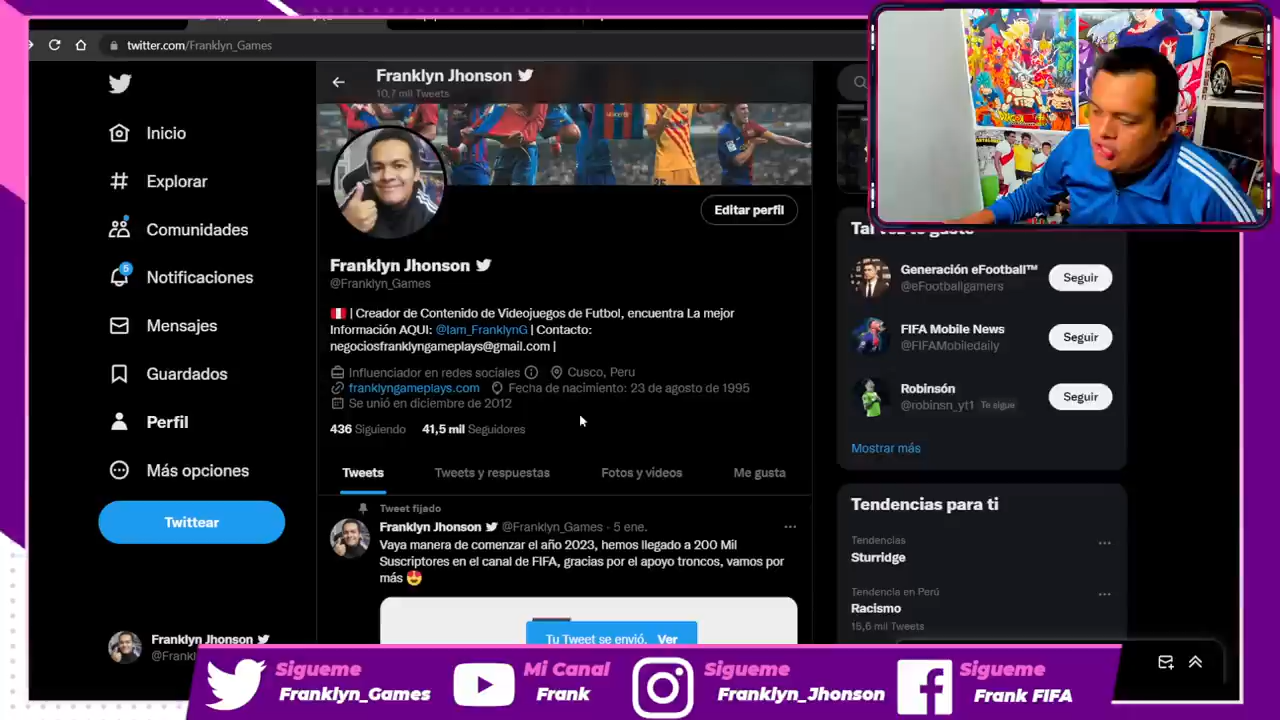 twitter.com/Franklyn_Games
Inicio
Explorar
Comunidades
5
Notificaciones
Mensajes
Guardados
Perfil
Más opciones
Twittear
Franklyn Jhonson
Franklyn Jhonson
10,7 mil Tweets
Editar perfil
Franklyn Jhonson
@Franklyn_Games
| Creador de Contenido de Videojuegos de Futbol, encuentra La mejor
Información AQUI: @Iam_FranklynG | Contacto:
negociosfranklyngameplays@gmail.com |
Influenciador en redes sociales Cusco, Peru
franklyngameplays.com Fecha de nacimiento: 23 de agosto de 1995
Se unió en diciembre de 2012
436 Siguiendo 41,5 mil Seguidores
Tweets Tweets y respuestas Fotos y videos Me gusta
Tweet fijado
Franklyn Jhonson @Franklyn_Games · 5 ene.
Vaya manera de comenzar el año 2023, hemos llegado a 200 Mil
Suscriptores en el canal de FIFA, gracias por el apoyo troncos, vamos por
más
Tu Tweet se envió. Ver
Tal vez te guste
Generación eFootball™
@eFootballgamers
Seguir
FIFA Mobile News
@FIFAMobiledaily
Seguir
Robinsón
@robinsn_yt1 Te sigue
Seguir
Mostrar más
Tendencias para ti
Tendencias
Sturridge
Tendencia en Perú
Racismo
15,6 mil Tweets
Sigueme
Franklyn_Games
Mi Canal
Frank
Sigueme
Franklyn_Jhonson
Sigueme
Frank FIFA